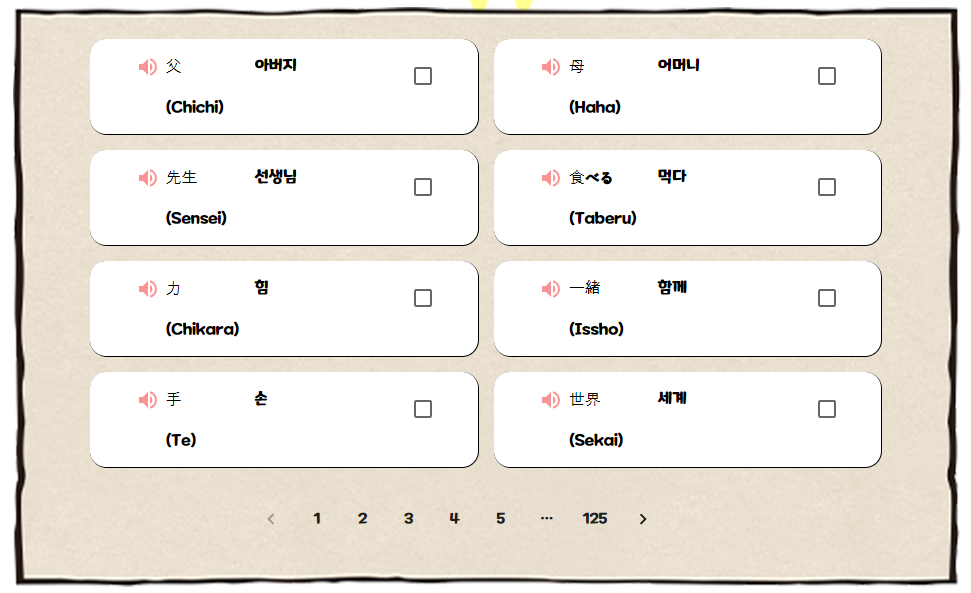 父 아버지
(Chichi)
母 어머니
(Haha)
先生 선생님
(Sensei)
食べる 먹다
(Taberu)
力 힘
(Chikara)
一緒 함께
(Issho)
手 손
(Te)
世界 세계
(Sekai)
‹ 1 2 3 4 5 ··· 125 ›